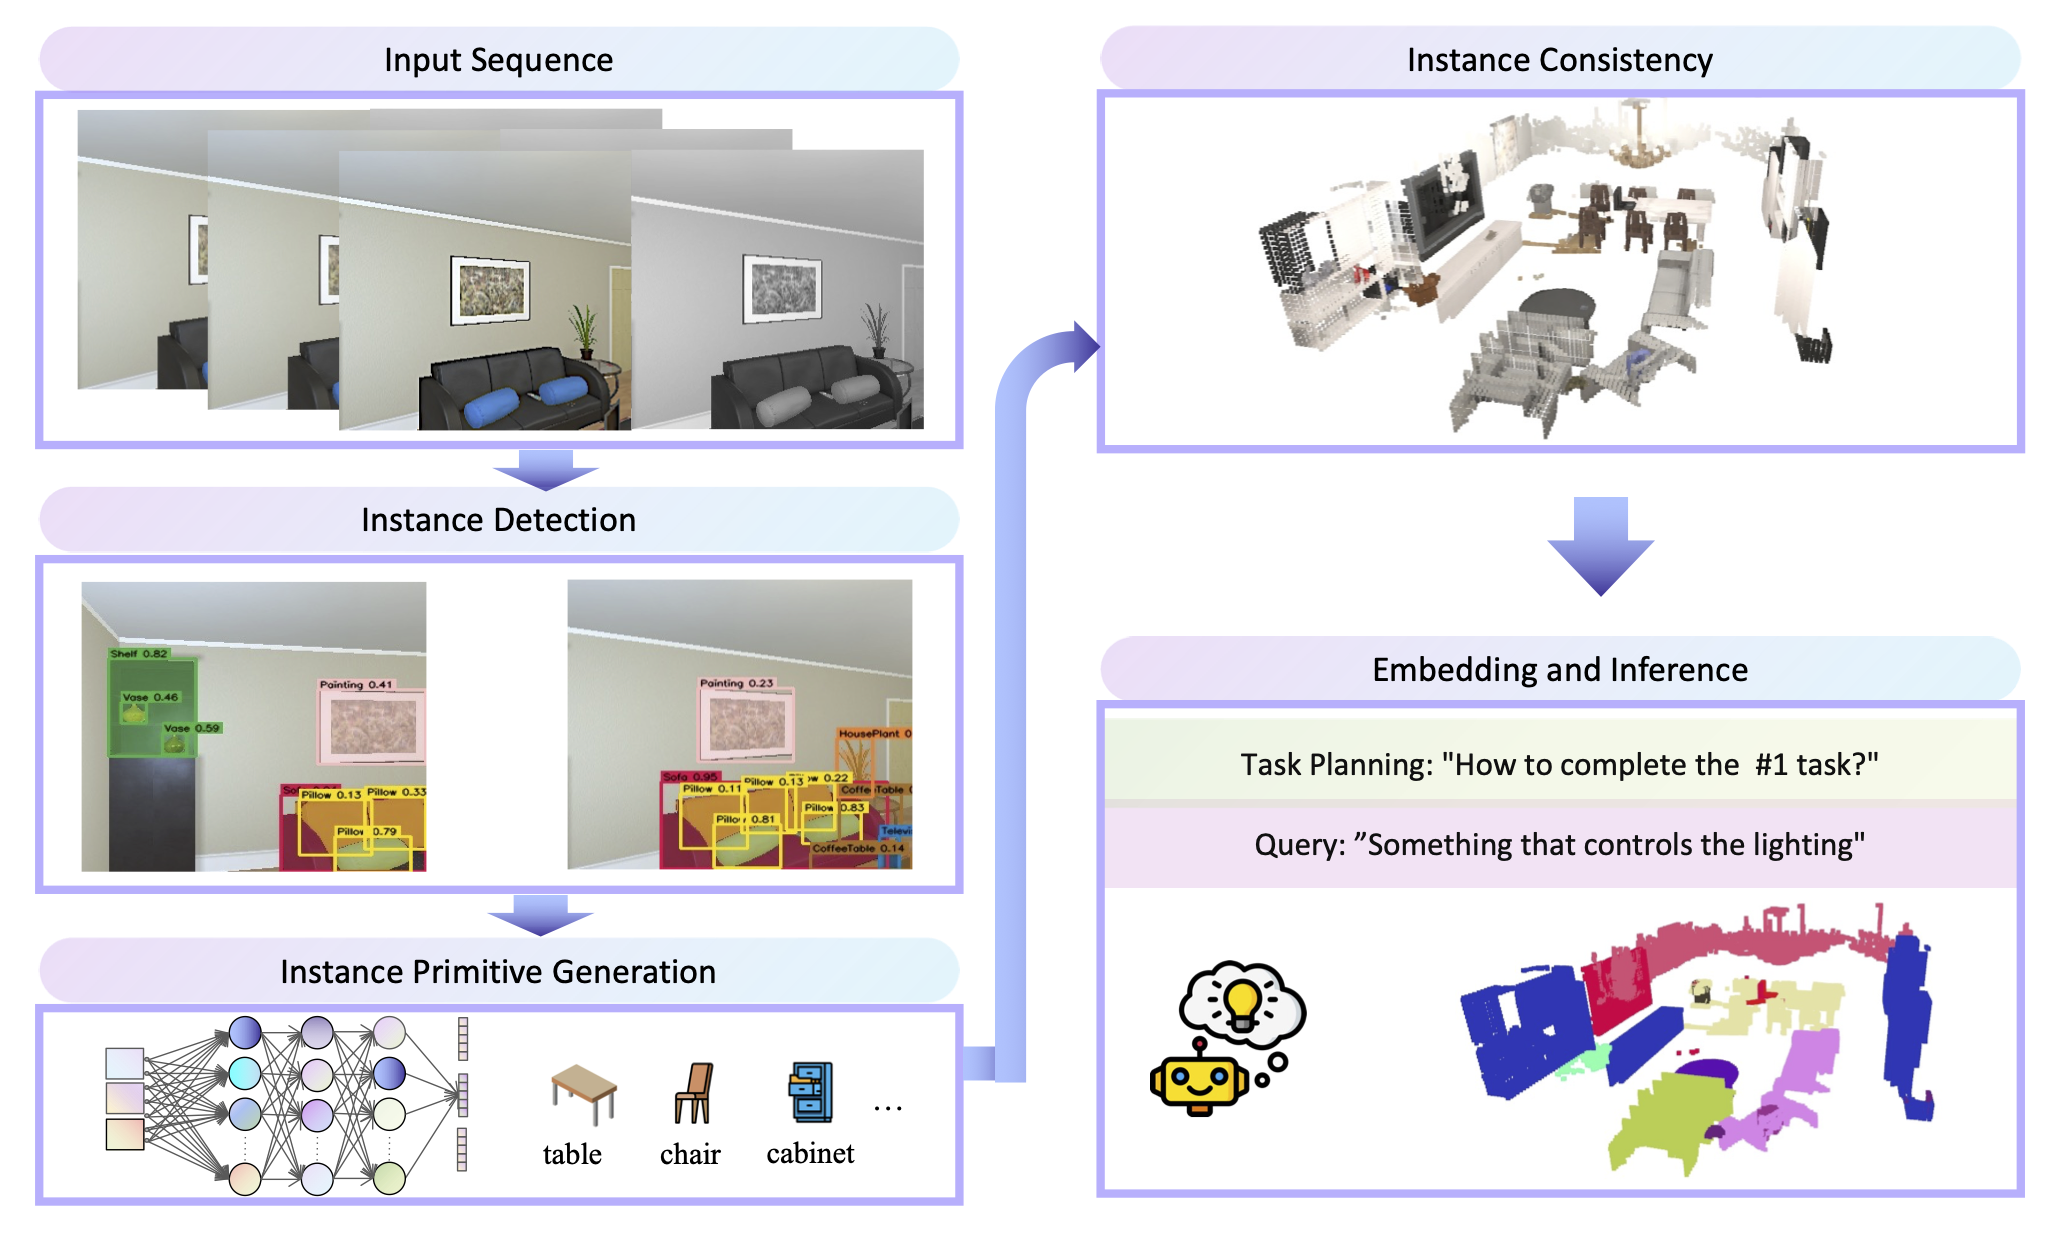 Input Sequence
Instance Detection
Shelf 0.82
Vase 0.46
Vase 0.59
Painting 0.41
Pillow 0.13
Pillow 0.33
Pillow 0.79
Painting 0.23
HousePlant 0
Sofa 0.95
Pillow 0.13
0.22
Pillow 0.11
CoffeeTable
Pillow 0.83
Pillow 0.81
Televi
CoffeeTable 0.14
Instance Primitive Generation
table
chair
cabinet
...
Instance Consistency
Embedding and Inference
Task Planning: "How to complete the  #1 task?"
Query: ”Something that controls the lighting"